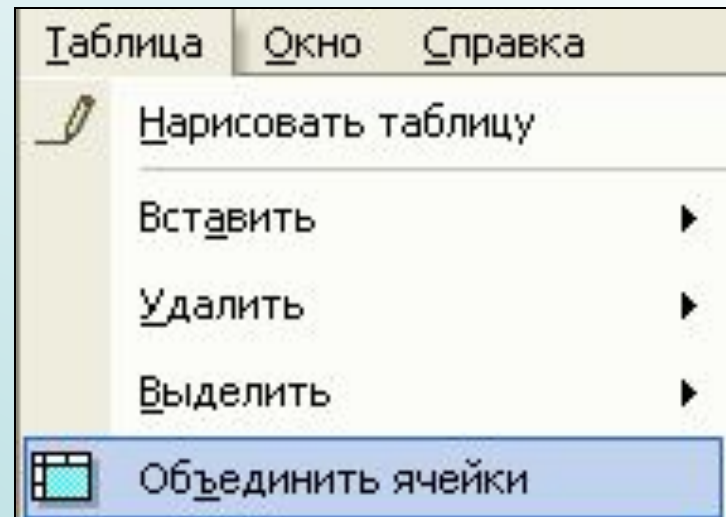 Таблица Окно Справка
Нарисовать таблицу
Вставить
Удалить
Выделить
Объединить ячейки